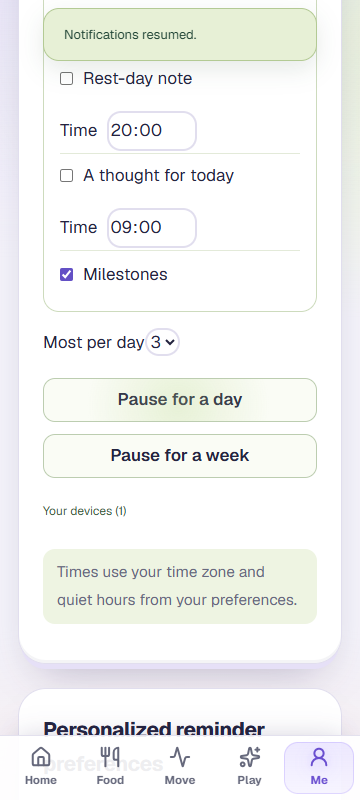 Notifications resumed.
Rest-day note
Time 20:00
A thought for today
Time 09:00
Milestones
Most per day 3
Pause for a day
Pause for a week
Your devices (1)
Times use your time zone and
quiet hours from your preferences.
Personalized reminder
preferences
Home Food Move Play Me